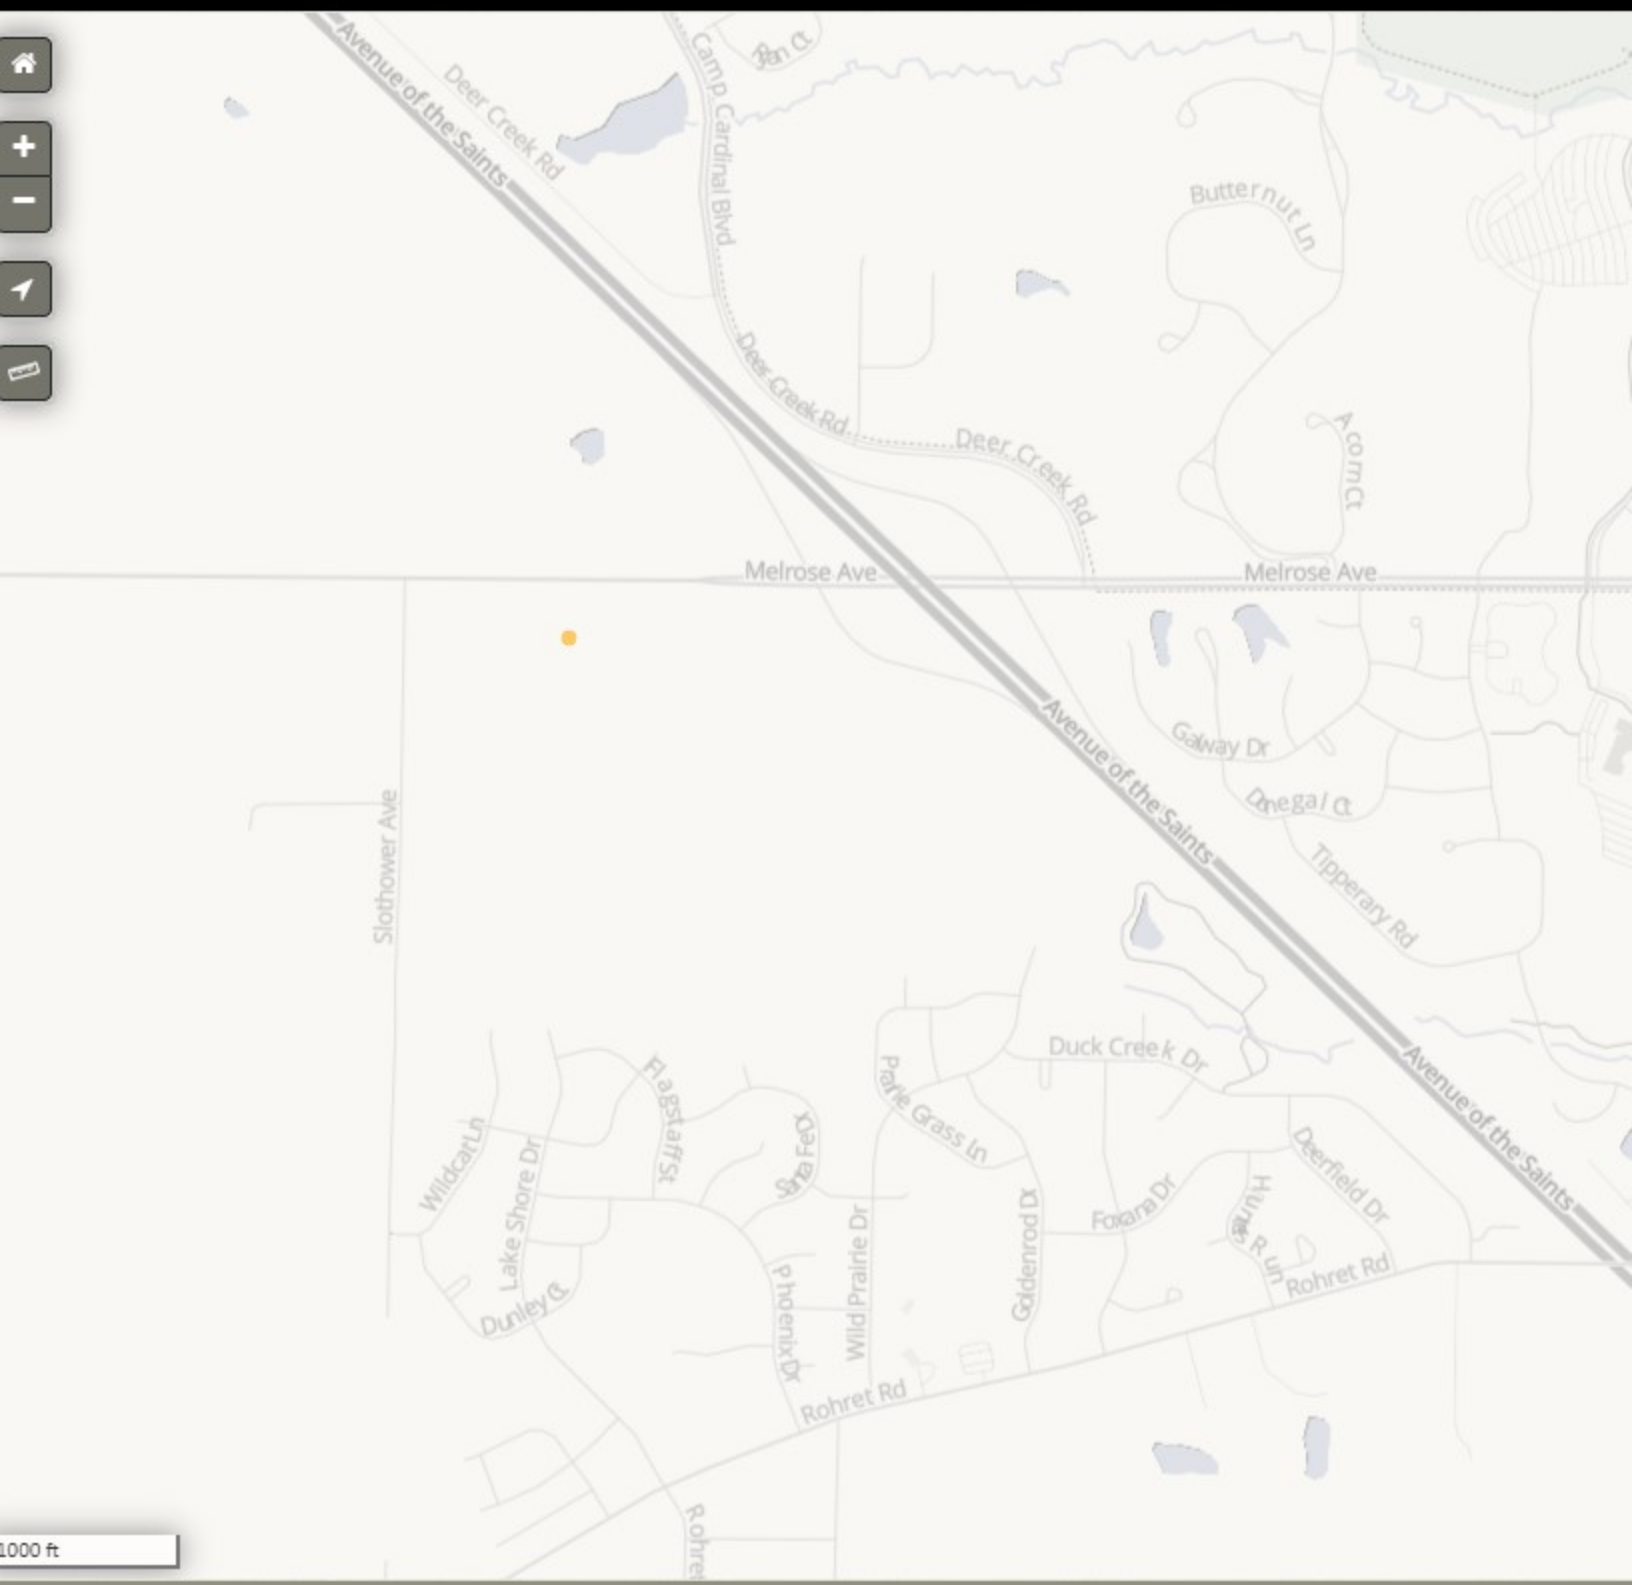 Jan Ct
Camp Cardinal Blvd
Avenue of the Saints
Deer Creek Rd
Butternut Ln
Deer Creek Rd
Deer Creek Rd
Acorn Ct
Melrose Ave
Melrose Ave
Avenue of the Saints
Galway Dr
Donegal Ct
Slothower Ave
Tipperary Rd
Duck Creek Dr
Avenue of the Saints
Flagstaff St
Prairie Grass Ln
Wildcat Ln
Santa Fe Dr
Lake Shore Dr
Deerfield Dr
Foxana Dr
Hunters Run
Goldenrod Dr
Wild Prairie Dr
Phoenix Dr
Dunley Ct
Rohret Rd
Rohret Rd
Rohret
1000 ft